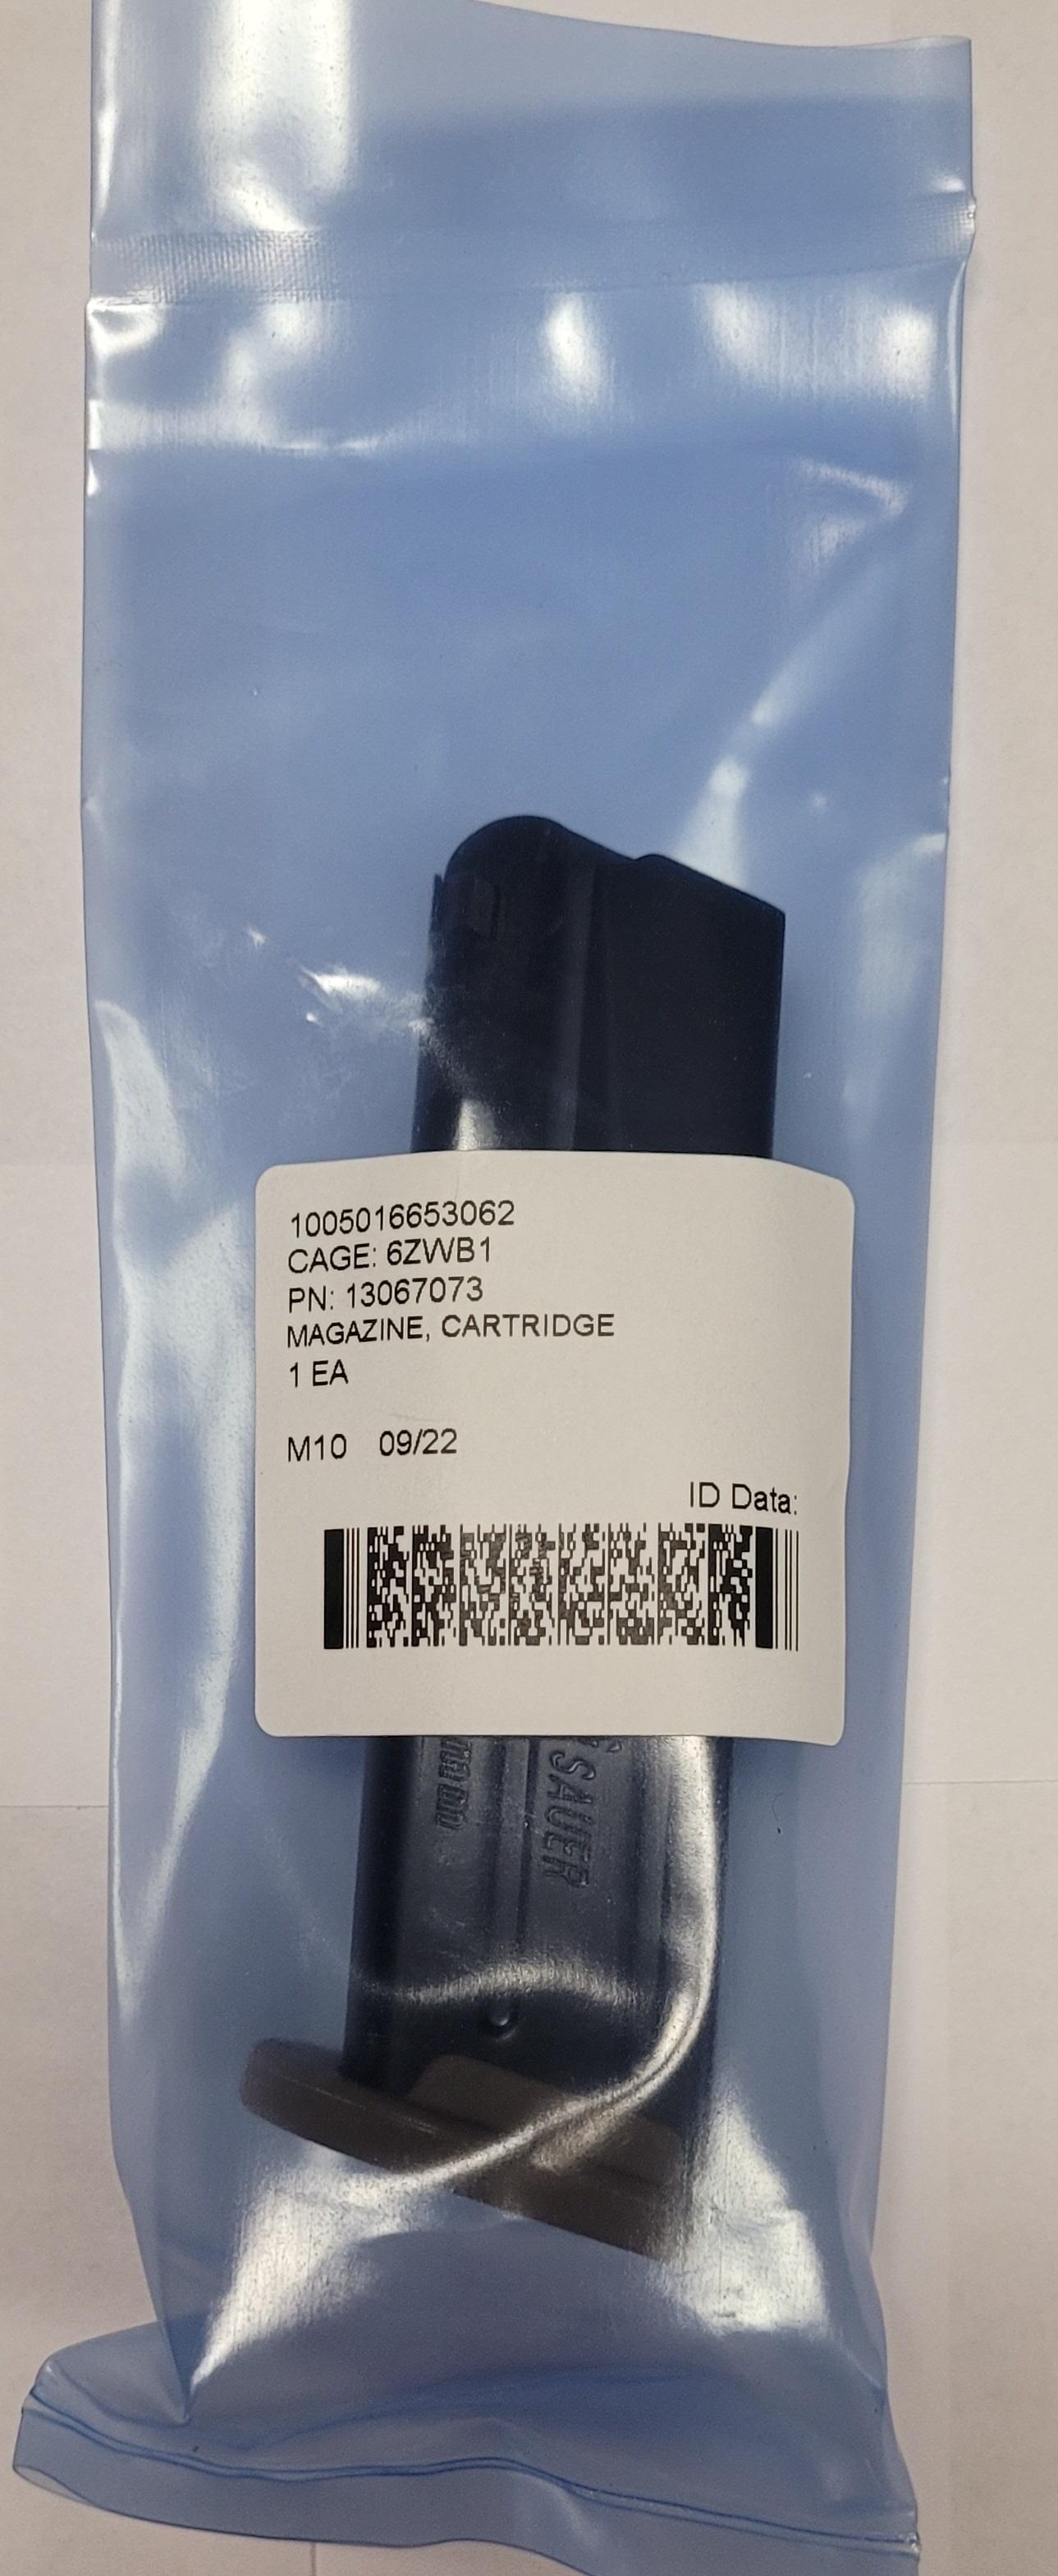 1005016653062
CAGE: 6ZWB1
PN: 13067073
MAGAZINE, CARTRIDGE
1 EA
M10 09/22
ID Data:
SAUER